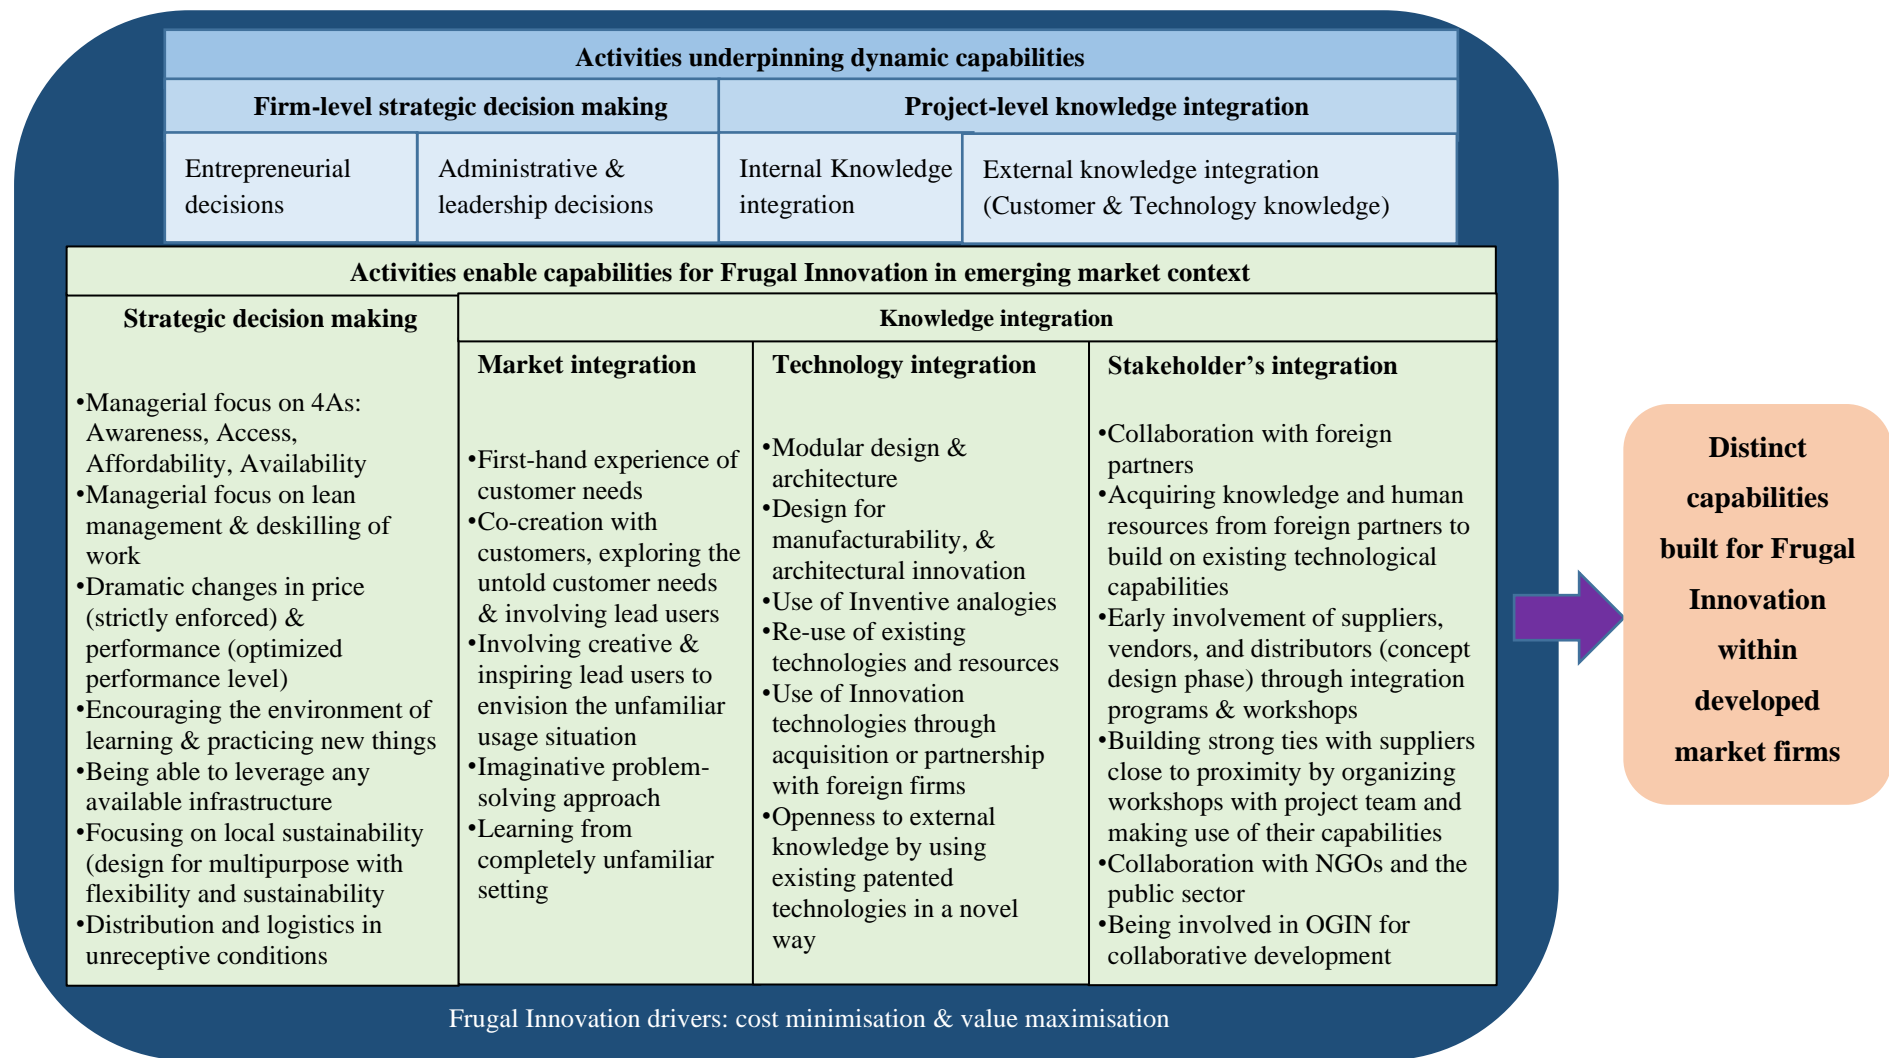 Activities underpinning dynamic capabilities
Firm-level strategic decision making
Project-level knowledge integration
Entrepreneurial
decisions
Administrative &
leadership decisions
Internal Knowledge
integration
External knowledge integration
(Customer & Technology knowledge)
Activities enable capabilities for Frugal Innovation in emerging market context
Strategic decision making
•Managerial focus on 4As:
Awareness, Access,
Affordability, Availability
•Managerial focus on lean
management & deskilling of
work
•Dramatic changes in price
(strictly enforced) &
performance (optimized
performance level)
•Encouraging the environment of
learning & practicing new things
•Being able to leverage any
available infrastructure
•Focusing on local sustainability
(design for multipurpose with
flexibility and sustainability
•Distribution and logistics in
unreceptive conditions
Knowledge integration
Market integration
•First-hand experience of
customer needs
•Co-creation with
customers, exploring the
untold customer needs
& involving lead users
•Involving creative &
inspiring lead users to
envision the unfamiliar
usage situation
•Imaginative problem-
solving approach
•Learning from
completely unfamiliar
setting
Technology integration
•Modular design &
architecture
•Design for
manufacturability, &
architectural innovation
•Use of Inventive analogies
•Re-use of existing
technologies and resources
•Use of Innovation
technologies through
acquisition or partnership
with foreign firms
•Openness to external
knowledge by using
existing patented
technologies in a novel
way
Stakeholder’s integration
•Collaboration with foreign
partners
•Acquiring knowledge and human
resources from foreign partners to
build on existing technological
capabilities
•Early involvement of suppliers,
vendors, and distributors (concept
design phase) through integration
programs & workshops
•Building strong ties with suppliers
close to proximity by organizing
workshops with project team and
making use of their capabilities
•Collaboration with NGOs and the
public sector
•Being involved in OGIN for
collaborative development
Frugal Innovation drivers: cost minimisation & value maximisation
Distinct
capabilities
built for Frugal
Innovation
within
developed
market firms